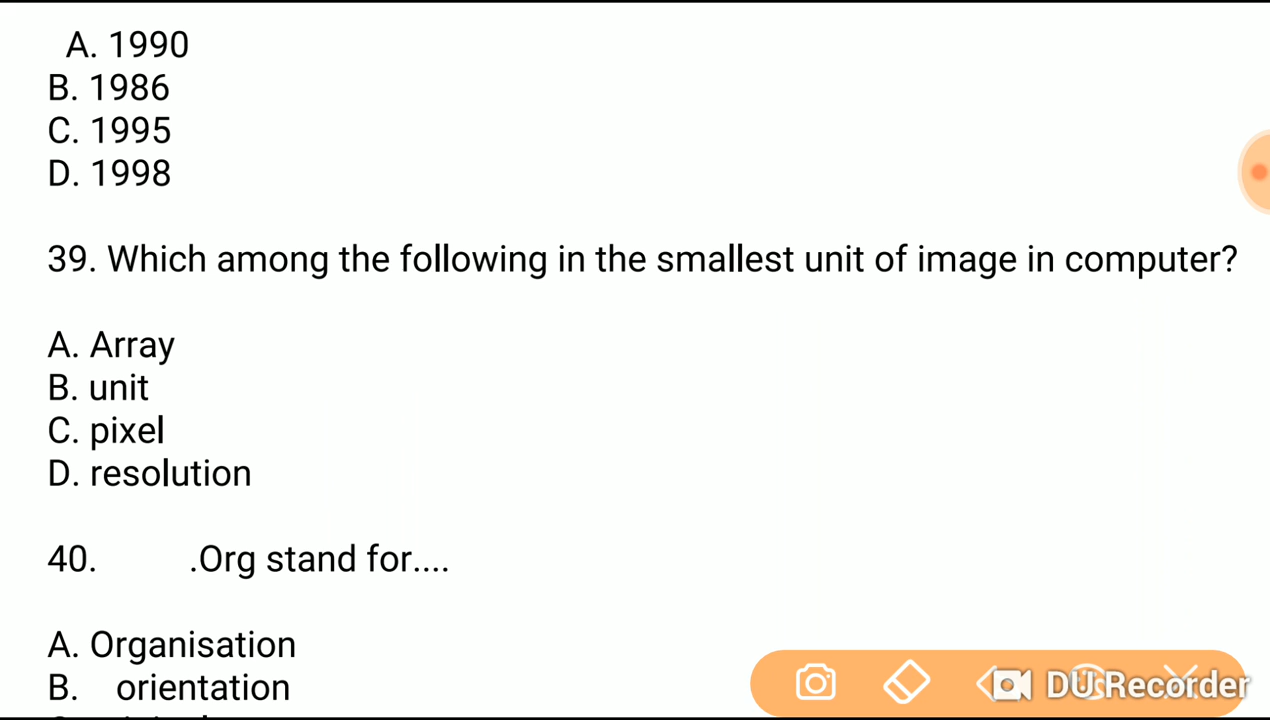 A. 1990
B. 1986
C. 1995
D. 1998
39. Which among the following in the smallest unit of image in computer?
A. Array
B. unit
C. pixel
D. resolution
40. .Org stand for....
A. Organisation
B. orientation
DU Recorder